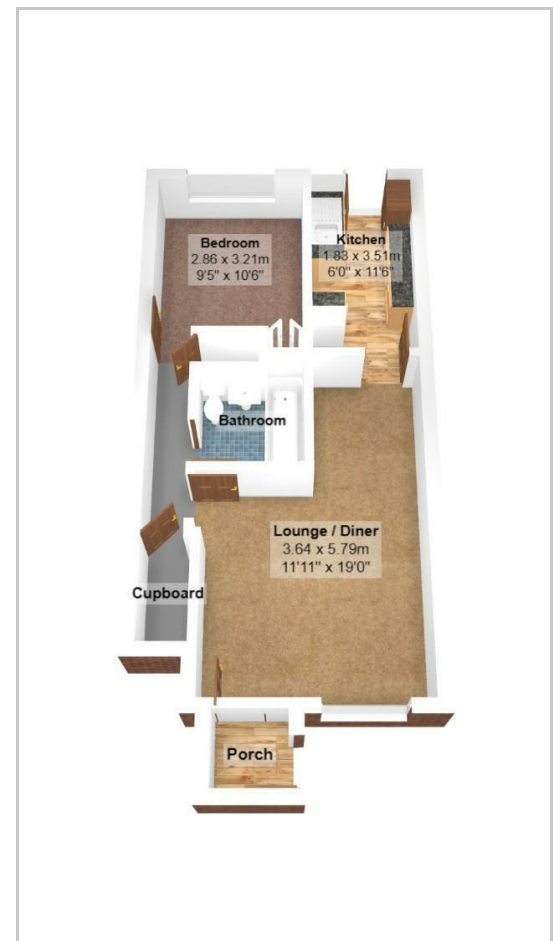 Bedroom
2.86 x 3.21m
9'5" x 10'6"
Kitchen
1.83 x 3.51m
6'0" x 11'6"
Bathroom
Lounge / Diner
3.64 x 5.79m
11'11" x 19'0"
Cupboard
Porch